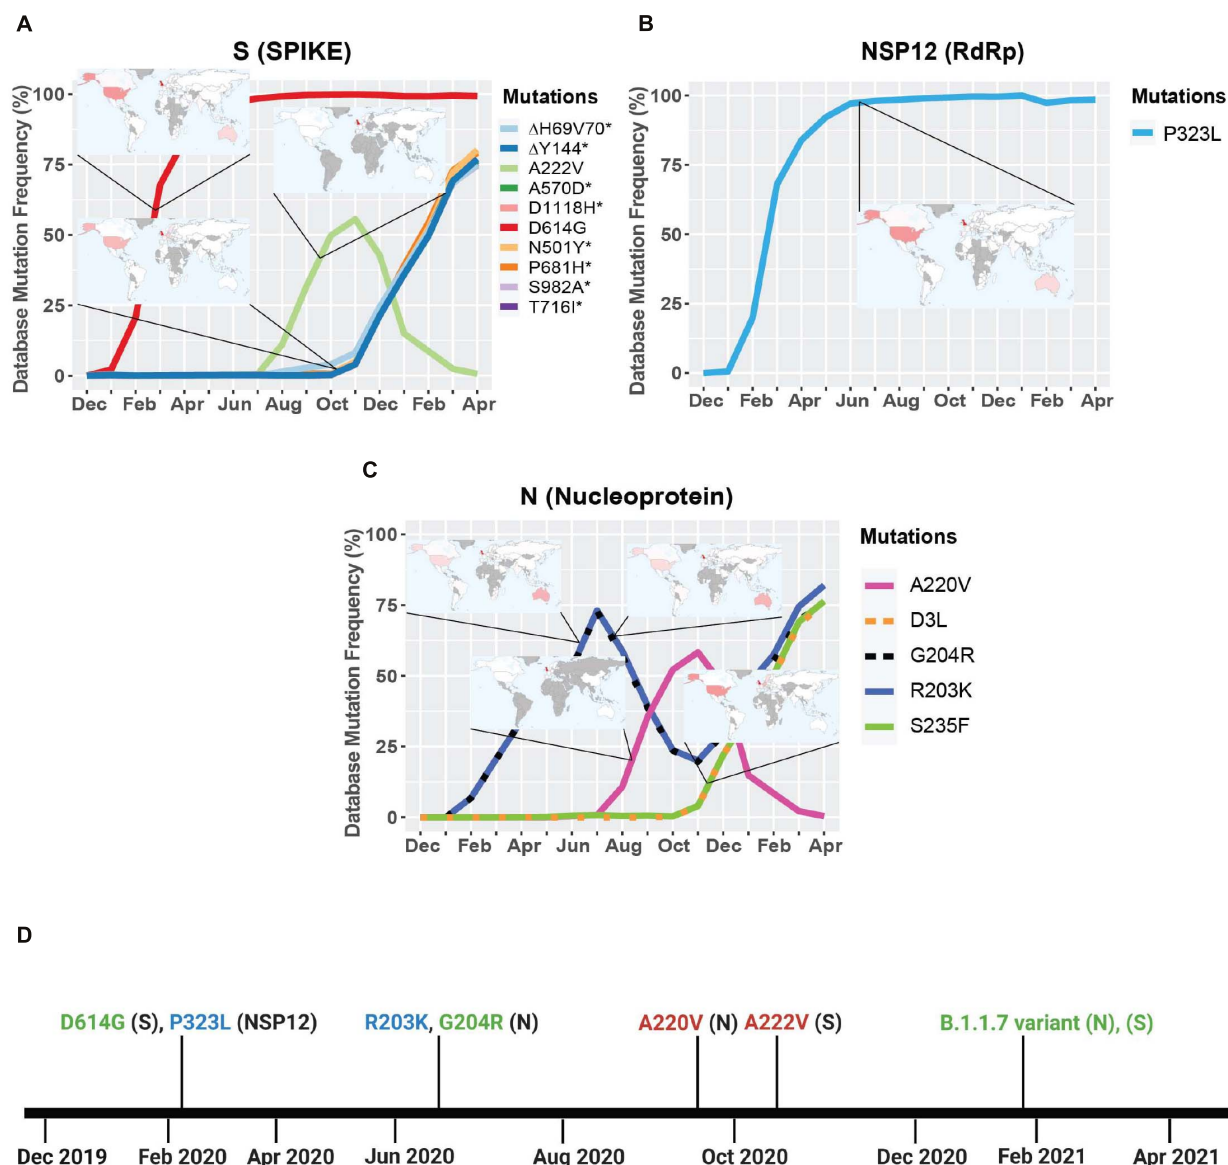 A
S (SPIKE)
Database Mutation Frequency (%)
100
75
50
25
0
Dec Feb Apr Jun Aug Oct Dec Feb Apr
Mutations
ΔH69V70*
ΔY144*
A222V
A570D*
D1118H*
D614G
N501Y*
P681H*
S982A*
T716I*
B
NSP12 (RdRp)
Database Mutation Frequency (%)
100
75
50
25
0
Dec Feb Apr Jun Aug Oct Dec Feb Apr
Mutations
P323L
C
N (Nucleoprotein)
Database Mutation Frequency (%)
100
75
50
25
0
Dec Feb Apr Jun Aug Oct Dec Feb Apr
Mutations
A220V
D3L
G204R
R203K
S235F
D
D614G (S), P323L (NSP12) R203K, G204R (N) A220V (N) A222V (S) B.1.1.7 variant (N), (S)
Dec 2019 Feb 2020 Apr 2020 Jun 2020 Aug 2020 Oct 2020 Dec 2020 Feb 2021 Apr 2021